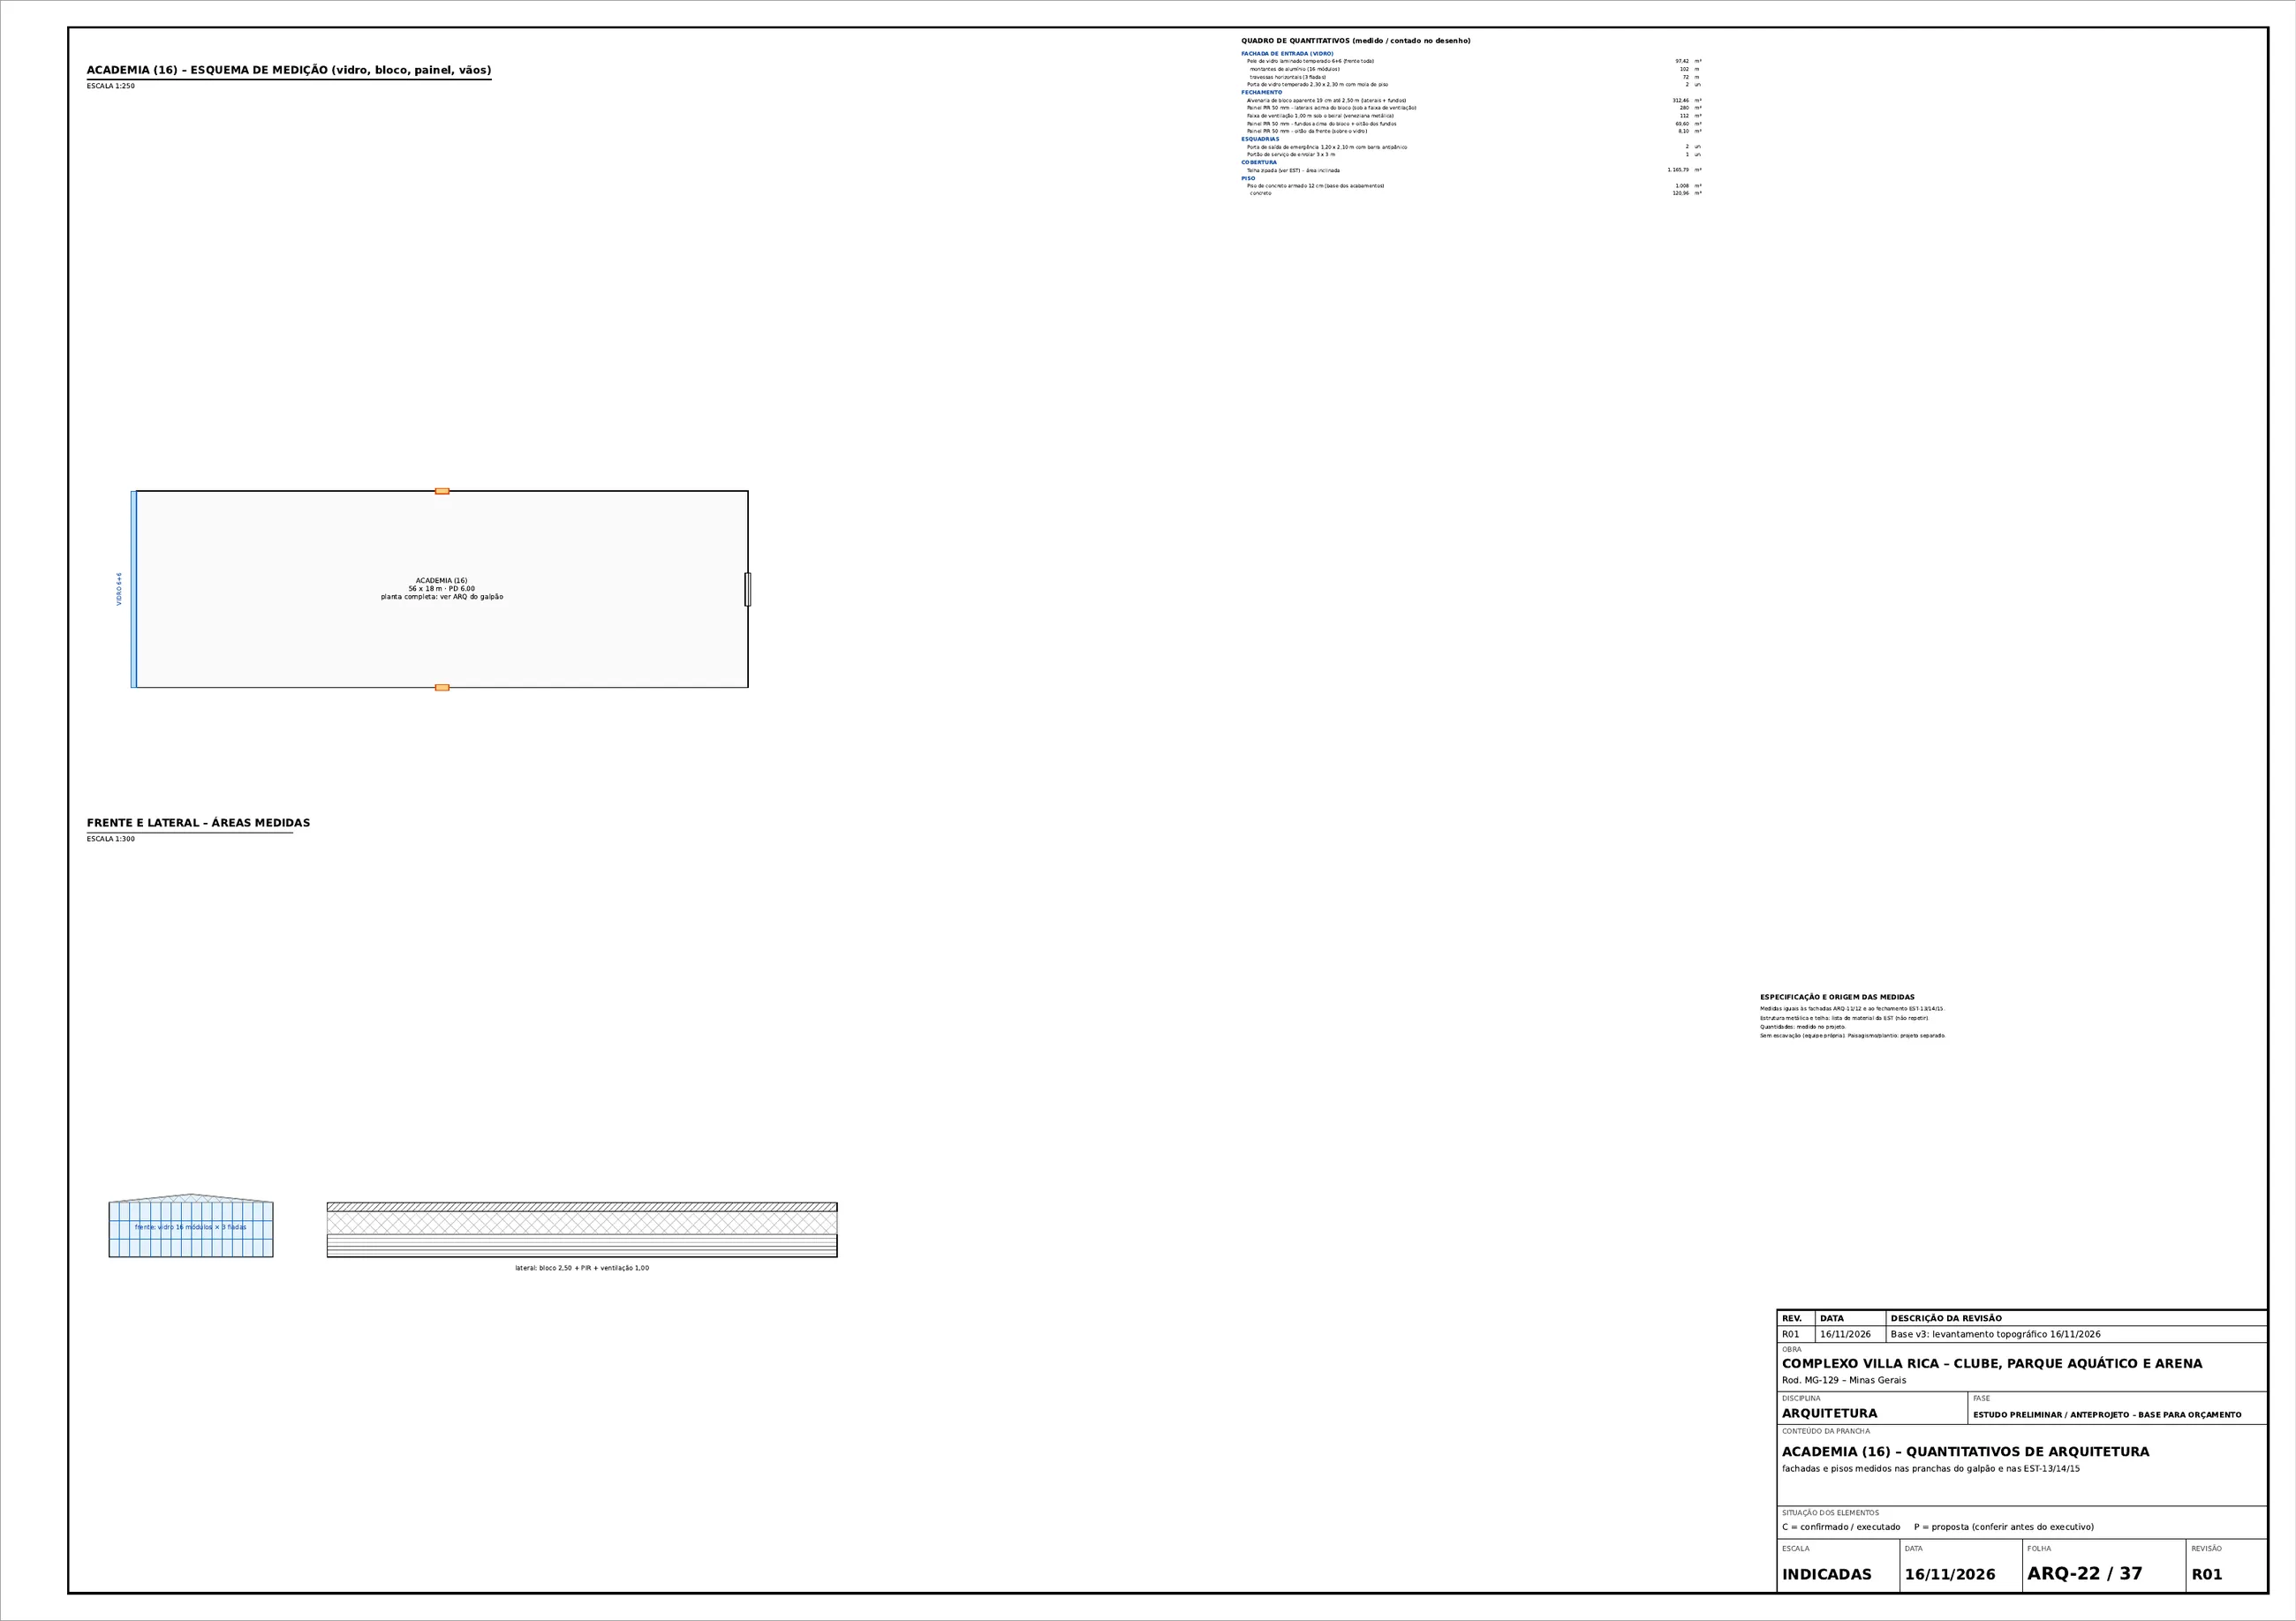 ACADEMIA (16) – ESQUEMA DE MEDIÇÃO (vidro, bloco, painel, vãos)
ESCALA 1:250
QUADRO DE QUANTITATIVOS (medido / contado no desenho)
FACHADA DE ENTRADA (VIDRO)
Pele de vidro laminado temperado 6+6 (frente toda) 97,42 m²
montantes de alumínio (16 módulos) 102 m
travessas horizontais (3 fiadas) 72 m
Porta de vidro temperado 2,30 x 2,30 m com mola de piso 2 un
FECHAMENTO
Alvenaria de bloco aparente 19 cm até 2,50 m (laterais + fundos) 312,46 m²
Painel PIR 50 mm – laterais acima do bloco (sob a faixa de ventilação) 280 m²
Faixa de ventilação 1,00 m sob o beiral (veneziana metálica) 112 m²
Painel PIR 50 mm – fundos acima do bloco + oitão dos fundos m²
Painel PIR 50 mm – oitão da frente (sobre o vidro) 8,10 m²
ESQUADRIAS
Porta de saída de emergência 1,20 x 2,10 m com barra antipânico 2 un
Portão de serviço de enrolar 3 x 3 m 1 un
COBERTURA
Telha zipada (ver EST) – área inclinada 1.165,79 m²
PISO
Piso de concreto armado 12 cm (base dos acabamentos) 1.008 m²
concreto 120,96 m³
VIDRO 6+6
ACADEMIA (16)
56 x 18 m · PD 6.00
planta completa: ver ARQ do galpão
FRENTE E LATERAL – ÁREAS MEDIDAS
ESCALA 1:300
frente: vidro 16 módulos × 3 fiadas
lateral: bloco 2,50 + PIR + ventilação 1,00
ESPECIFICAÇÃO E ORIGEM DAS MEDIDAS
Medidas iguais às fachadas ARQ-11/12 e ao fechamento EST-13/14/15.
Estrutura metálica e telha: lista de material da EST (não repetir).
Quantidades: medido no projeto.
Sem escavação (equipe própria). Paisagismo/plantio: projeto separado.
REV. DATA DESCRIÇÃO DA REVISÃO
R01 16/11/2026 Base v3: levantamento topográfico 16/11/2026
OBRA
COMPLEXO VILLA RICA – CLUBE, PARQUE AQUÁTICO E ARENA
Rod. MG-129 – Minas Gerais
DISCIPLINA FASE
ARQUITETURA ESTUDO PRELIMINAR / ANTEPROJETO – BASE PARA ORÇAMENTO
CONTEÚDO DA PRANCHA
ACADEMIA (16) – QUANTITATIVOS DE ARQUITETURA
fachadas e pisos medidos nas pranchas do galpão e nas EST-13/14/15
SITUAÇÃO DOS ELEMENTOS
C = confirmado / executado P = proposta (conferir antes do executivo)
ESCALA DATA FOLHA REVISÃO
INDICADAS 16/11/2026 ARQ-22 / 37 R01